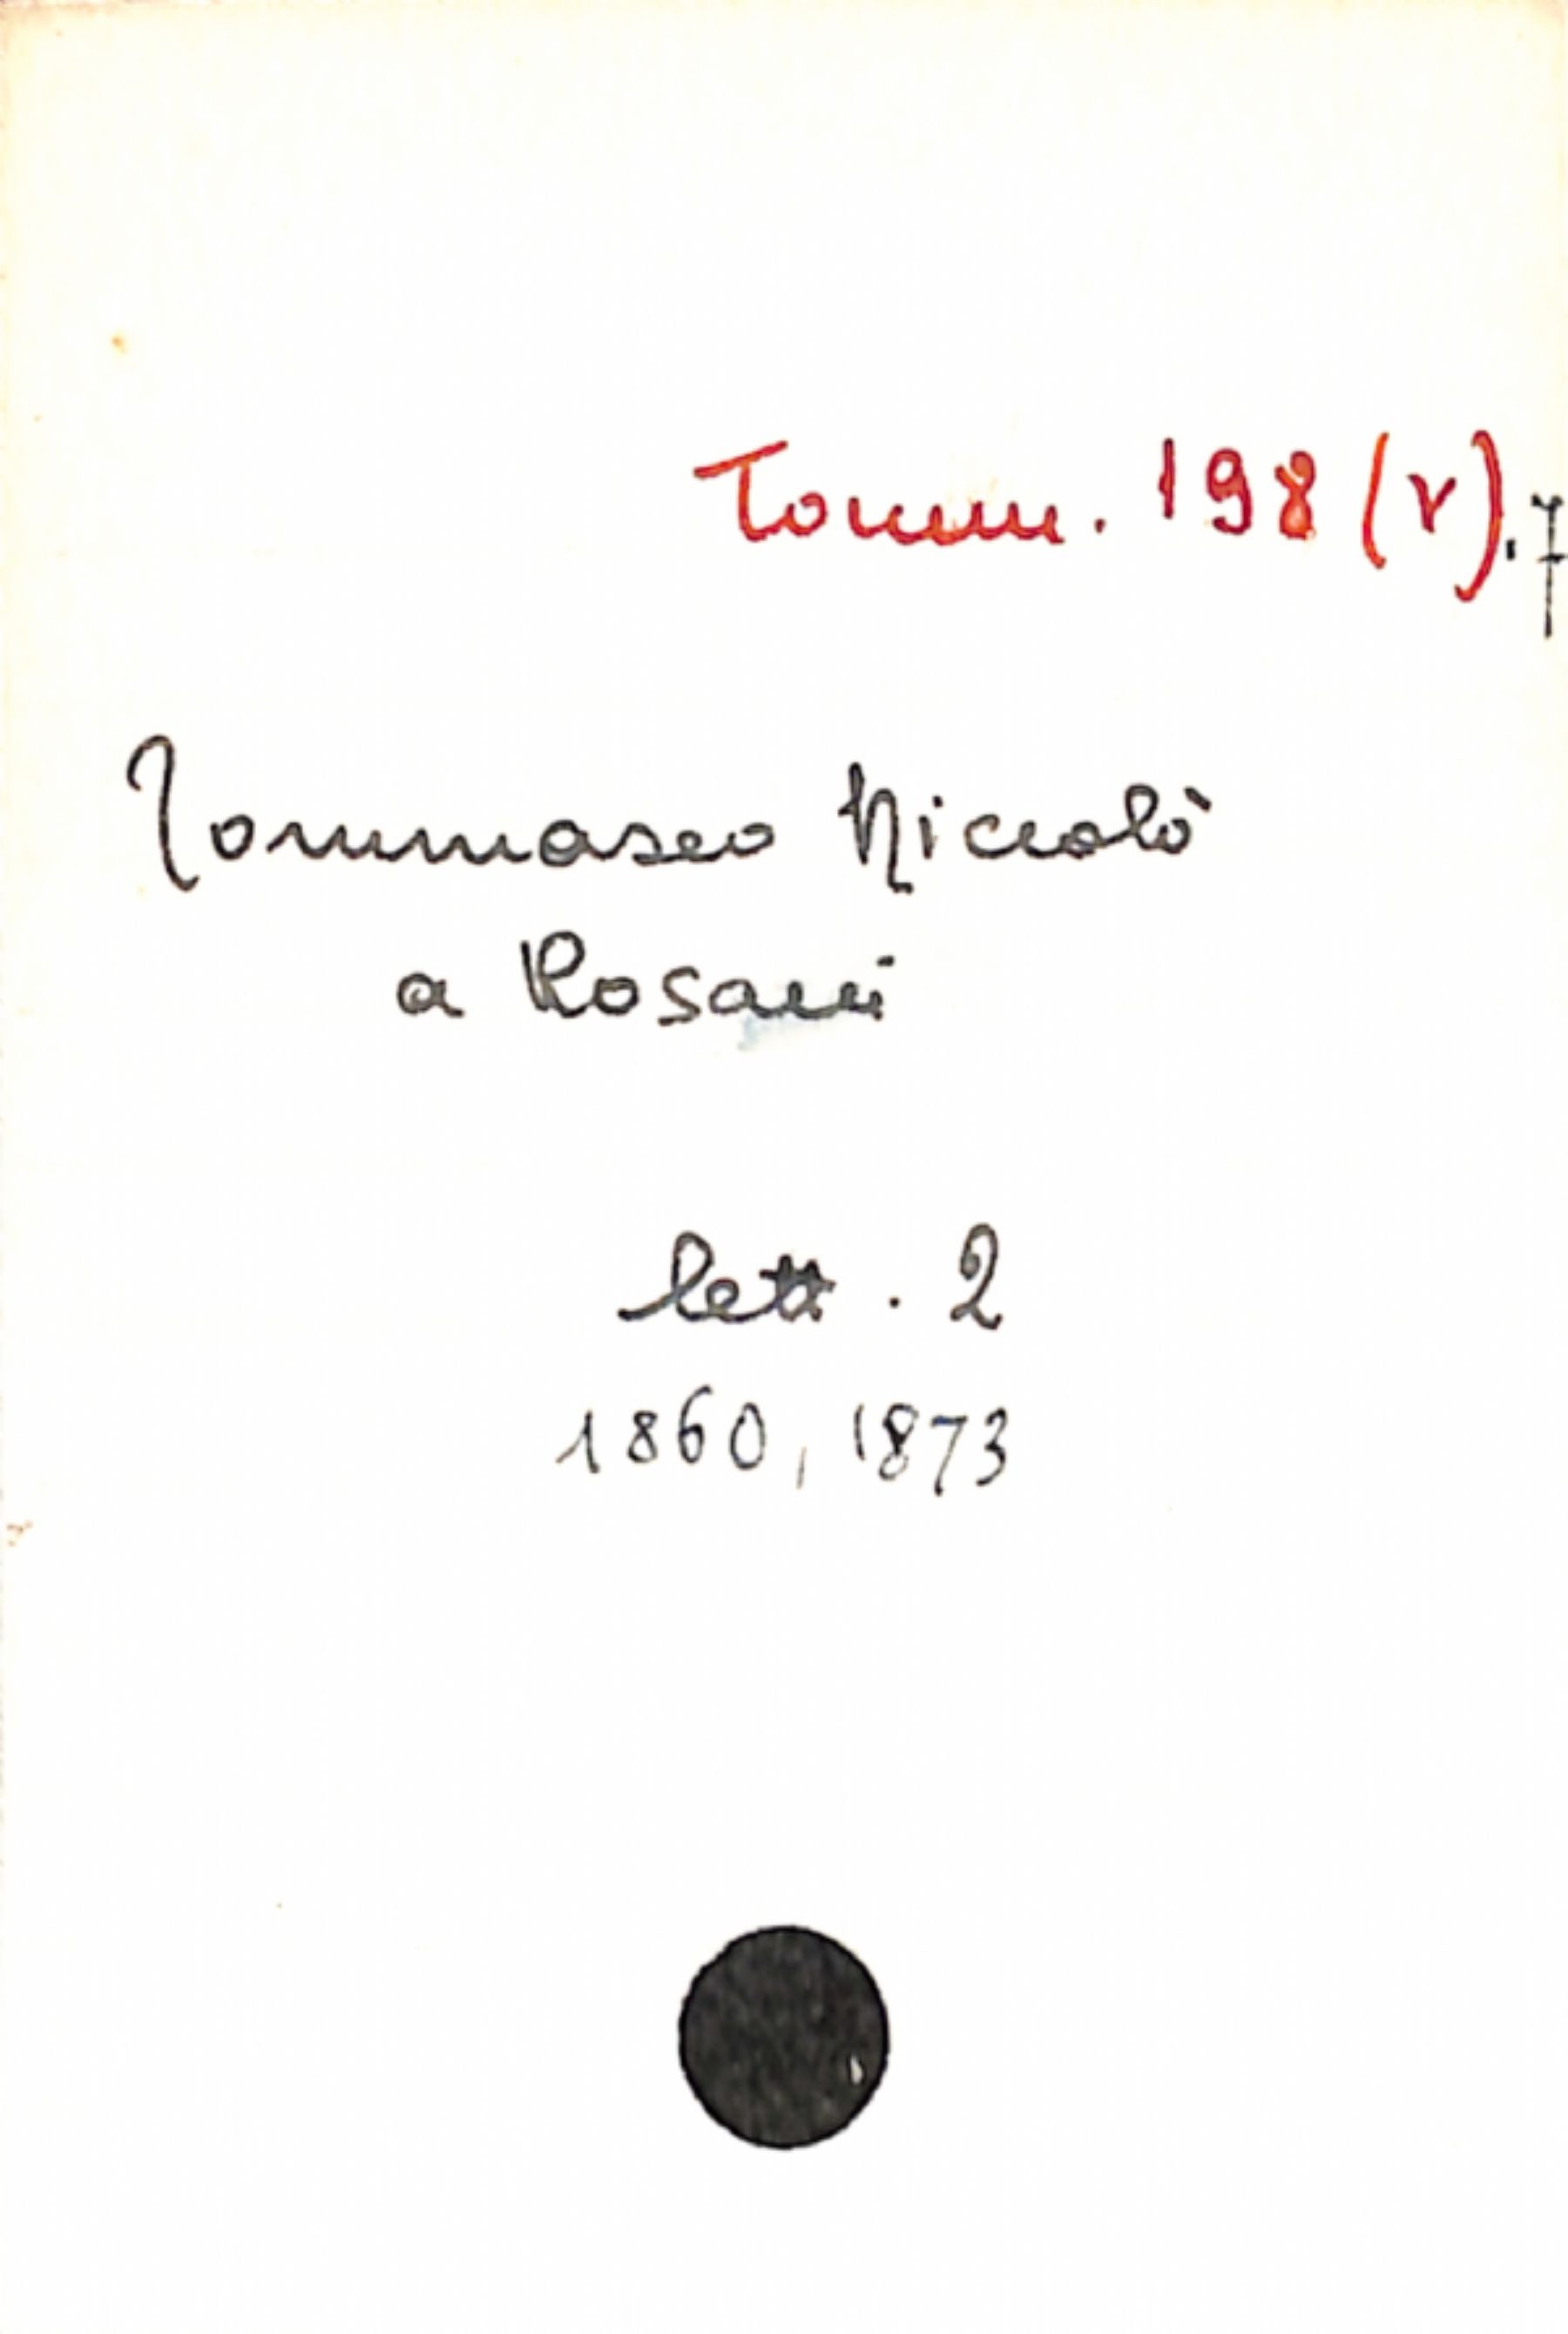 Tomm. 198 (V). 7
Tommaseo Niccolò
a Rosani
lett. 2
1860, 1873